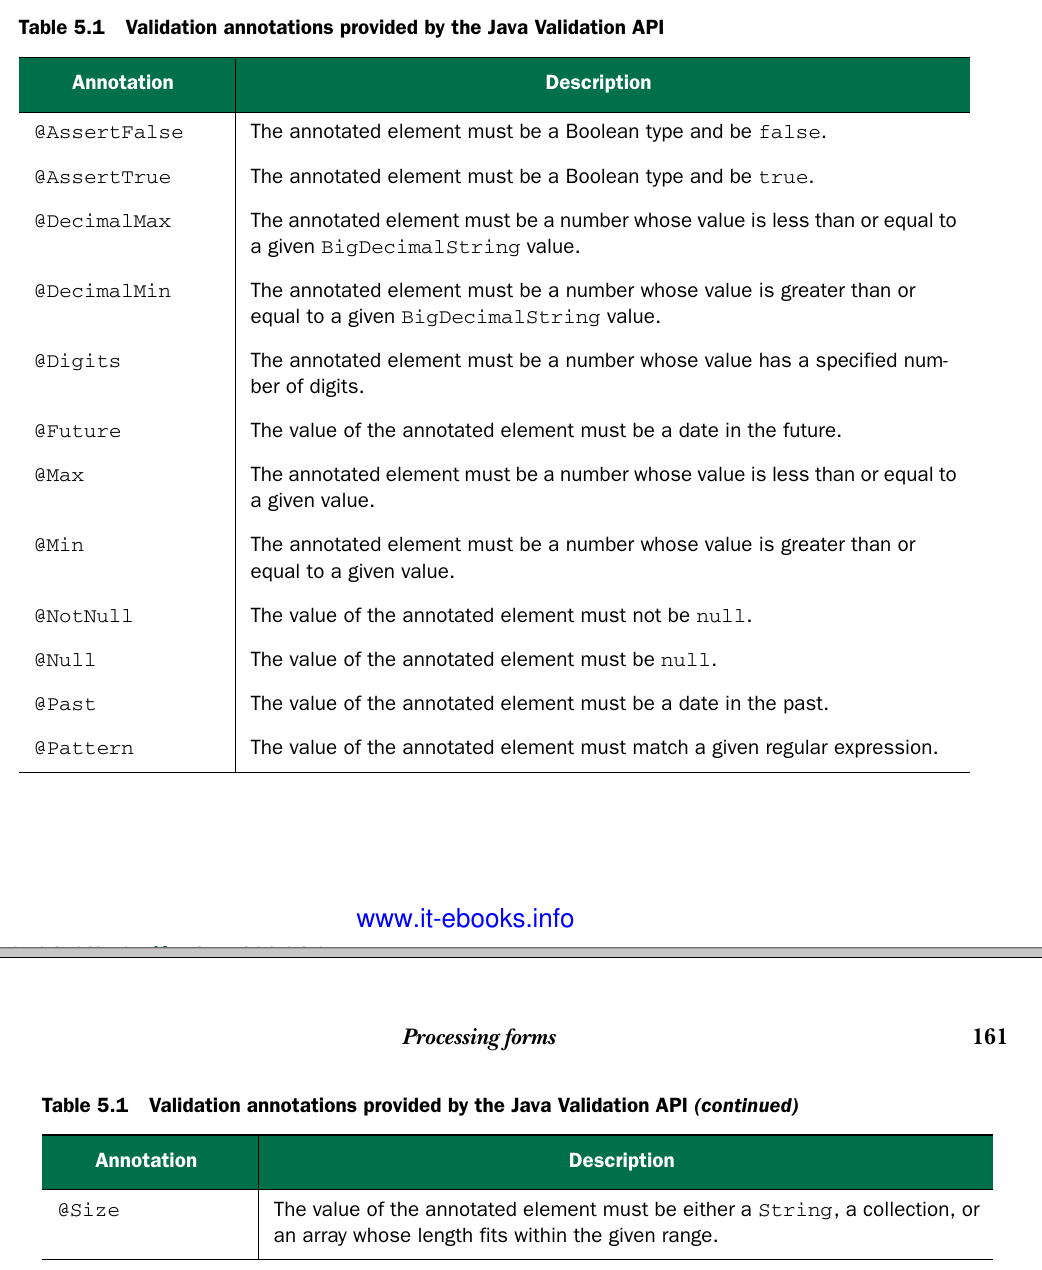 Table 5.1 Validation annotations provided by the Java Validation API
Annotation Description
@AssertFalse The annotated element must be a Boolean type and be false.
@AssertTrue The annotated element must be a Boolean type and be true.
@DecimalMax The annotated element must be a number whose value is less than or equal to
a given BigDecimalString value.
@DecimalMin The annotated element must be a number whose value is greater than or
equal to a given BigDecimalString value.
@Digits The annotated element must be a number whose value has a specified num-
ber of digits.
@Future The value of the annotated element must be a date in the future.
@Max The annotated element must be a number whose value is less than or equal to
a given value.
@Min The annotated element must be a number whose value is greater than or
equal to a given value.
@NotNull The value of the annotated element must not be null.
@Null The value of the annotated element must be null.
@Past The value of the annotated element must be a date in the past.
@Pattern The value of the annotated element must match a given regular expression.
www.it-ebooks.info
Processing forms 161
Table 5.1 Validation annotations provided by the Java Validation API (continued)
Annotation Description
@Size The value of the annotated element must be either a String, a collection, or
an array whose length fits within the given range.